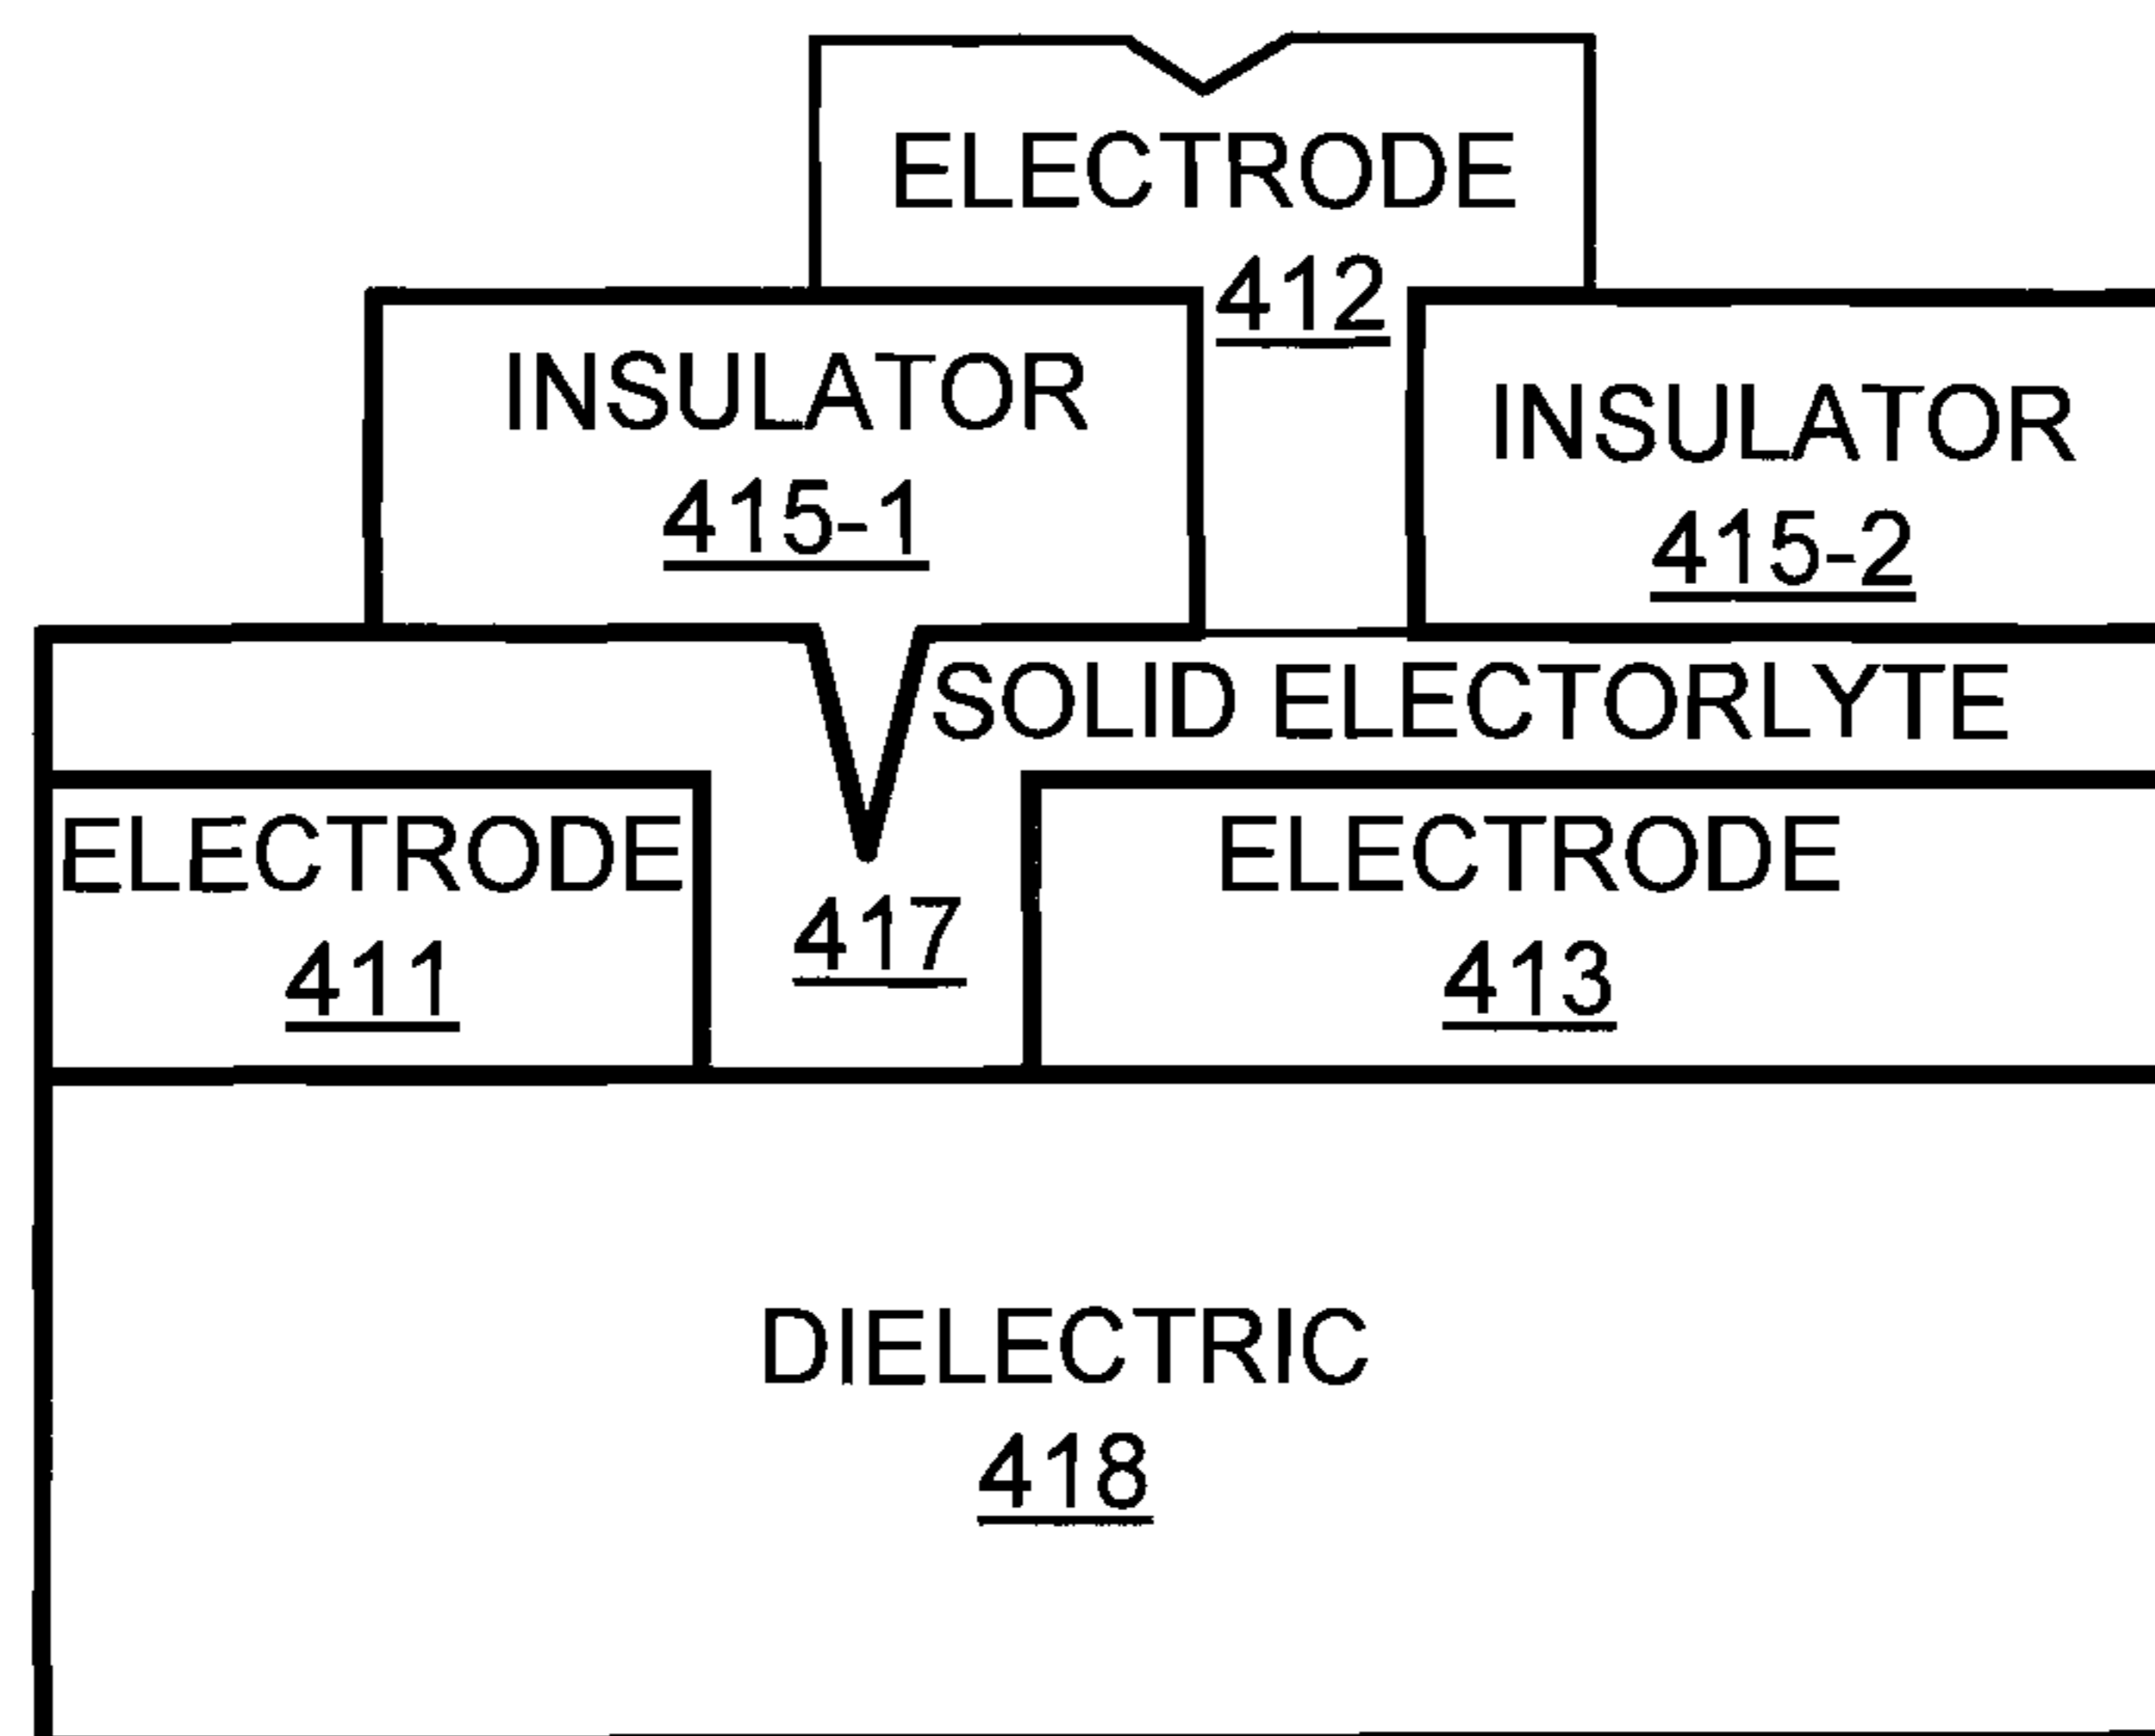 ELECTRODE
412
INSULATOR
415-1
INSULATOR
415-2
SOLID ELECTORLYTE
417
ELECTRODE
411
ELECTRODE
413
DIELECTRIC
418